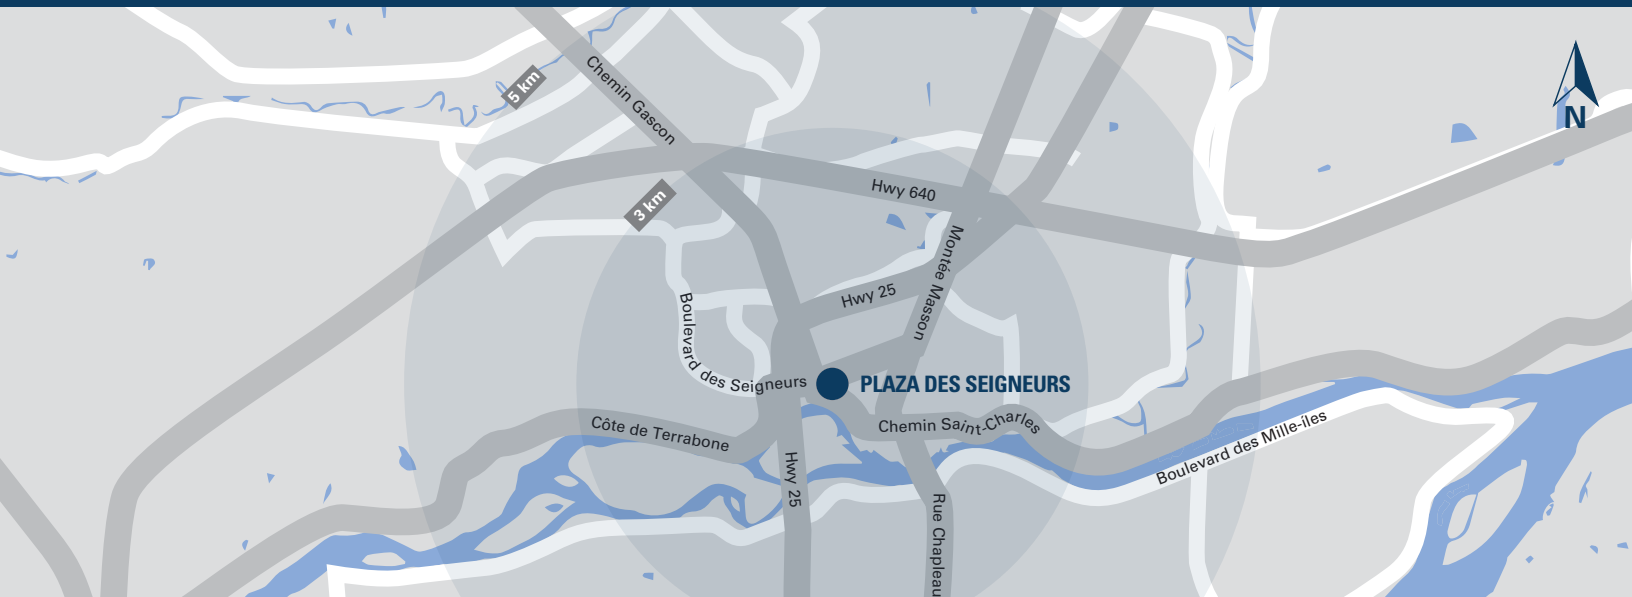 5 km
Chemin Gascon
N
Hwy 640
3 km
Montée Masson
Hwy 25
Boulevard des Seigneurs
PLAZA DES SEIGNEURS
Côte de Terrabone
Chemin Saint-Charles
Boulevard des Mille-îles
Hwy 25
Rue Chapleau